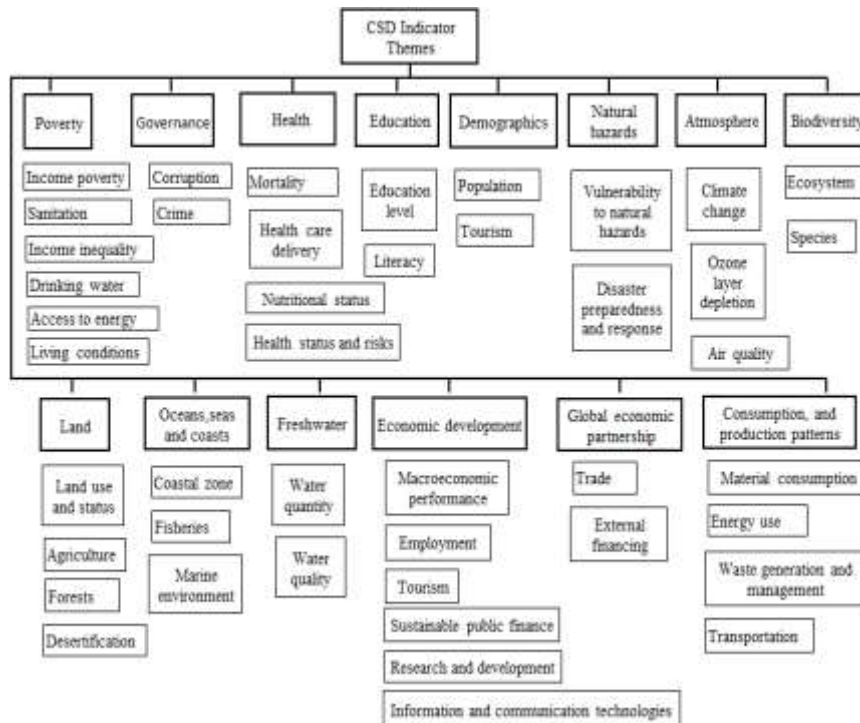 CSD Indicator
Themes
Poverty
Governance
Health
Education
Demographics
Natural
hazards
Atmosphere
Biodiversity
Income poverty
Sanitation
Income inequality
Drinking water
Access to energy
Living conditions
Corruption
Crime
Mortality
Health care
delivery
Nutritional status
Health status and risks
Education
level
Literacy
Population
Tourism
Vulnerability
to natural
hazards
Disaster
preparedness
and response
Climate
change
Ozone
layer
depletion
Air quality
Ecosystem
Species
Land
Oceans,seas
and coasts
Freshwater
Economic development
Global economic
partnership
Consumption, and
production patterns
Land use
and status
Agriculture
Forests
Desertification
Coastal zone
Fisheries
Marine
environment
Water
quantity
Water
quality
Macroeconomic
performance
Employment
Tourism
Sustainable public finance
Research and development
Information and communication technologies
Trade
External
financing
Material consumption
Energy use
Waste generation and
management
Transportation